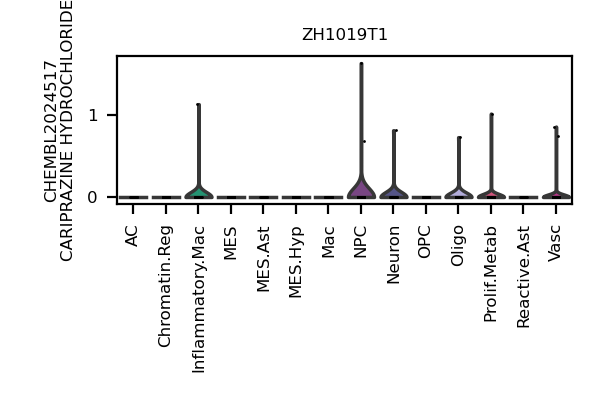 ZH1019T1
CHEMBL2024517
CARIPRAZINE HYDROCHLORIDE
1
0
AC
Chromatin.Reg
Inflammatory.Mac
MES
MES.Ast
MES.Hyp
Mac
NPC
Neuron
OPC
Oligo
Prolif.Metab
Reactive.Ast
Vasc